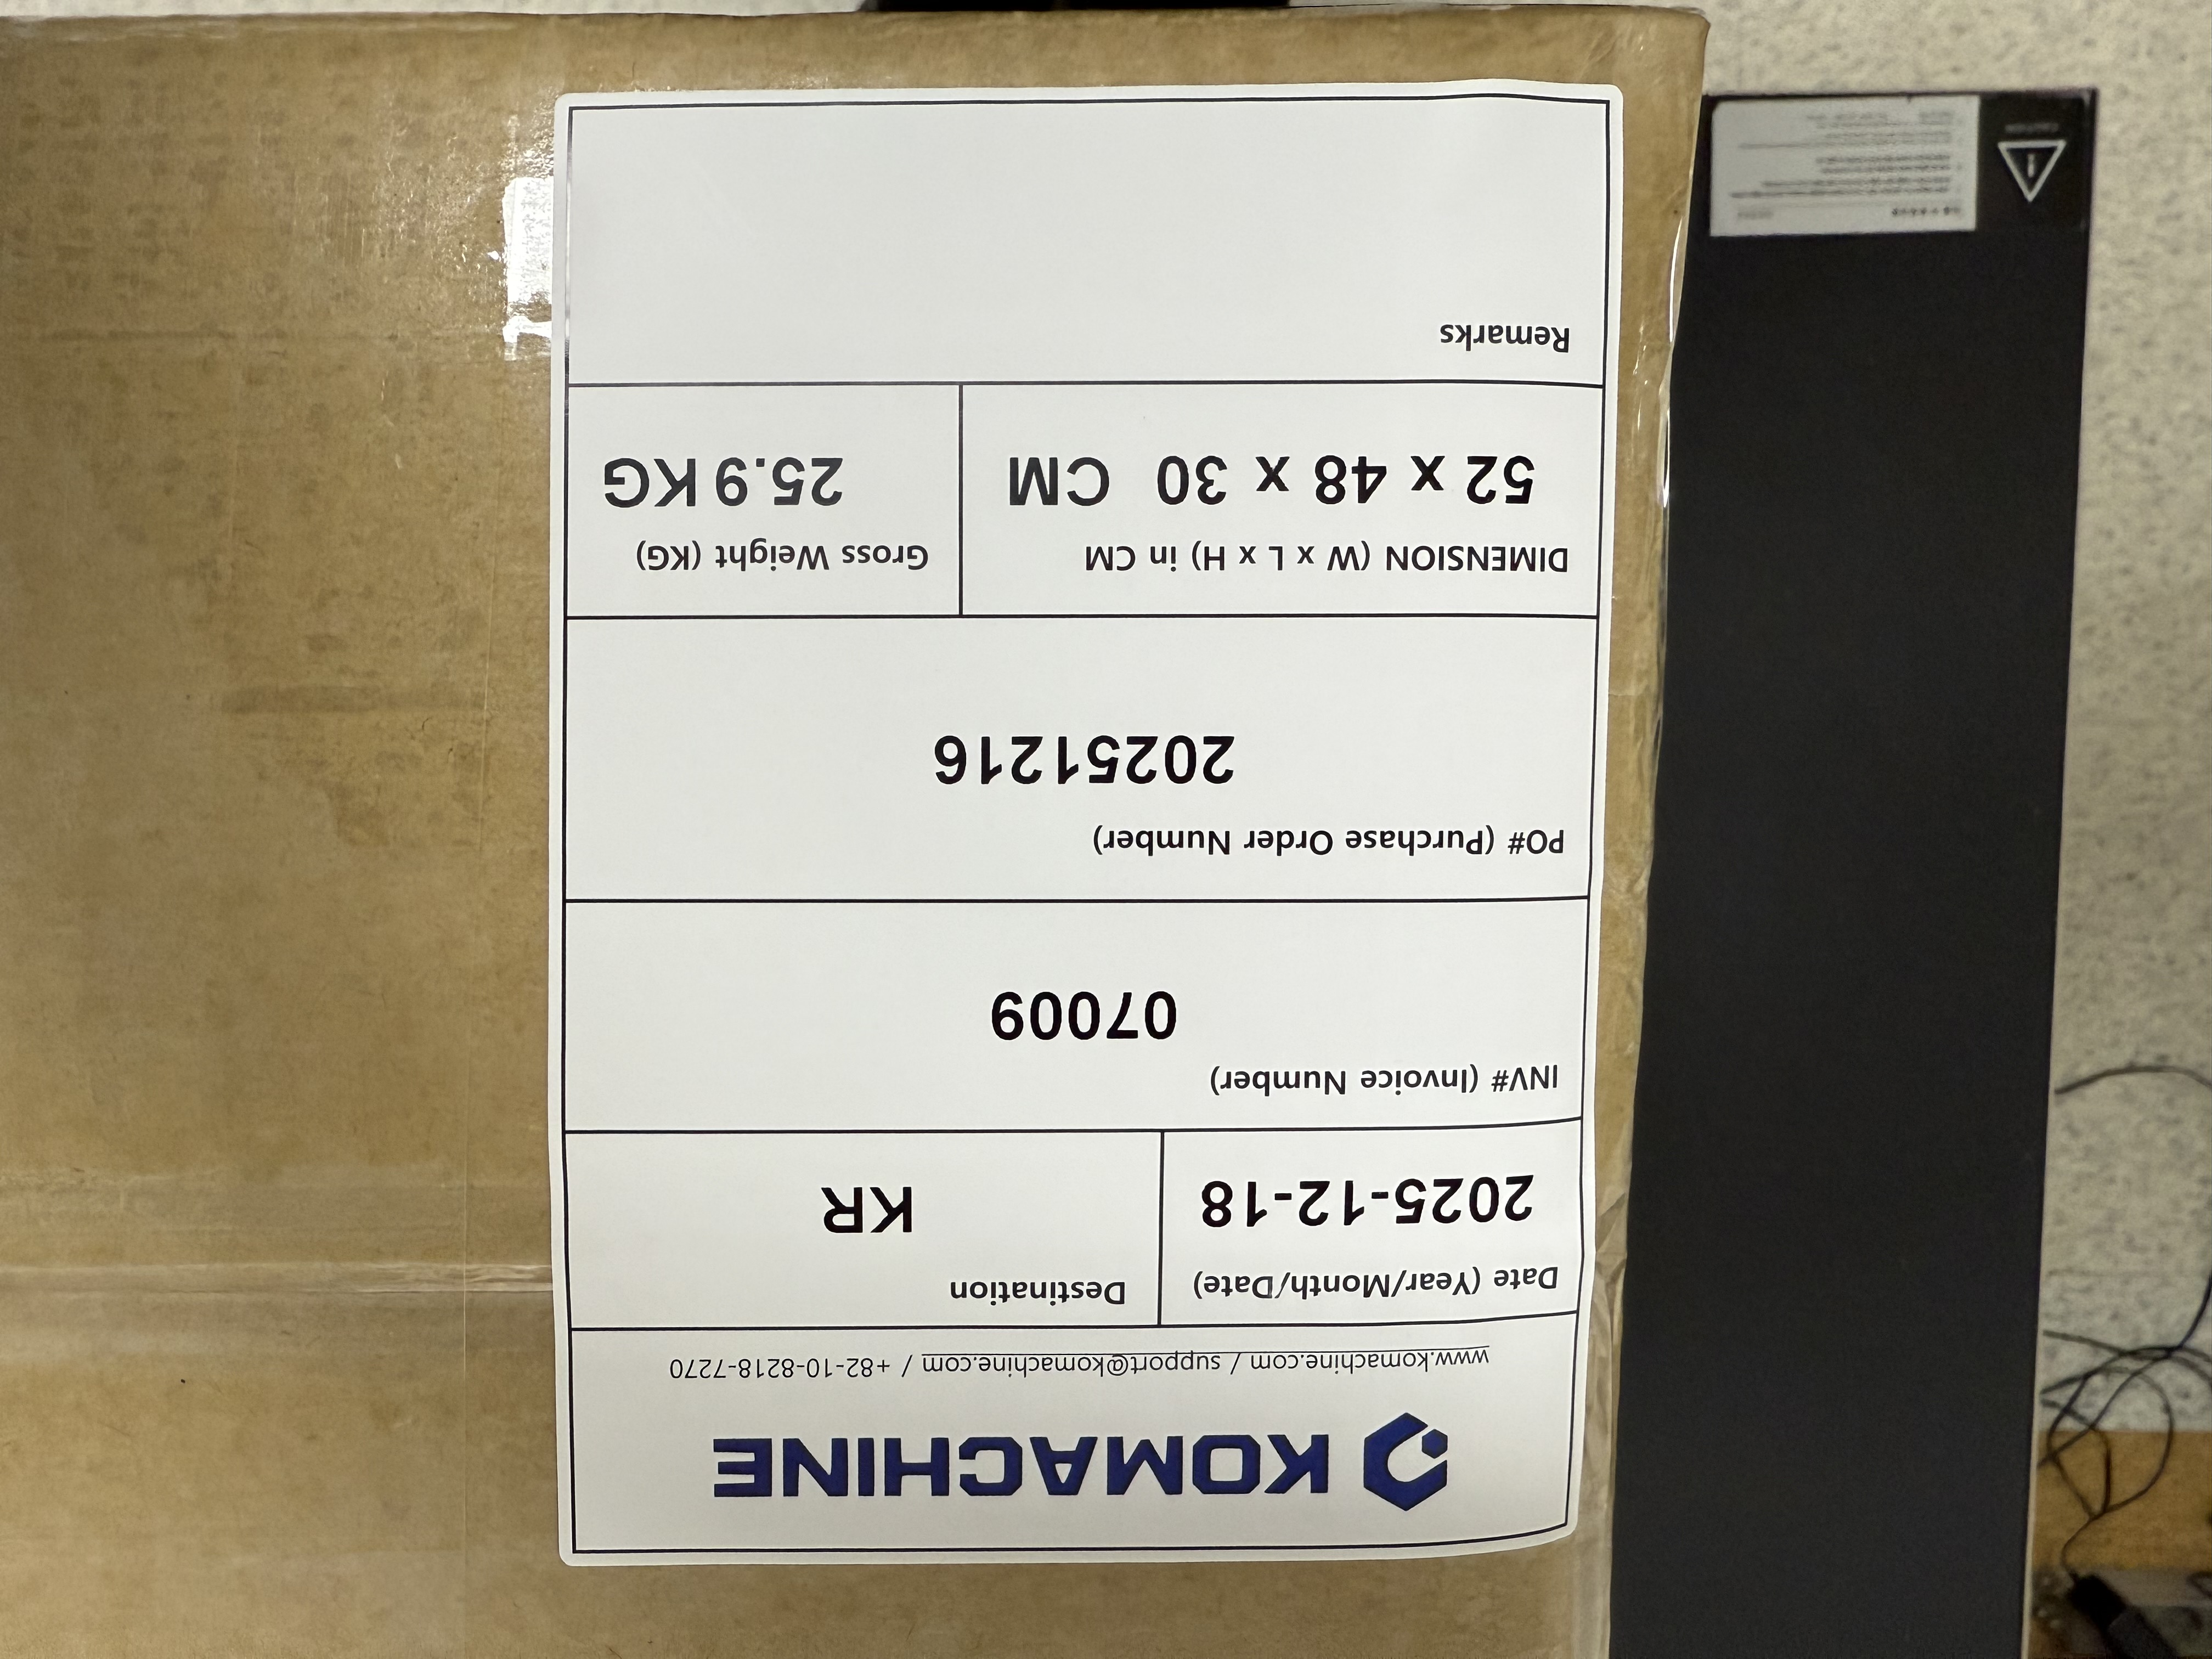 KOMACHINE
www.komachine.com / support@komachine.com / +82-10-8218-7270
Date (Year/Month/Date)
2025-12-18
Destination
KR
INV# (Invoice Number)
07009
PO# (Purchase Order Number)
20251216
DIMENSION (W x L x H) in CM
52 x 48 x 30 CM
Gross Weight (KG)
25.9 KG
Remarks